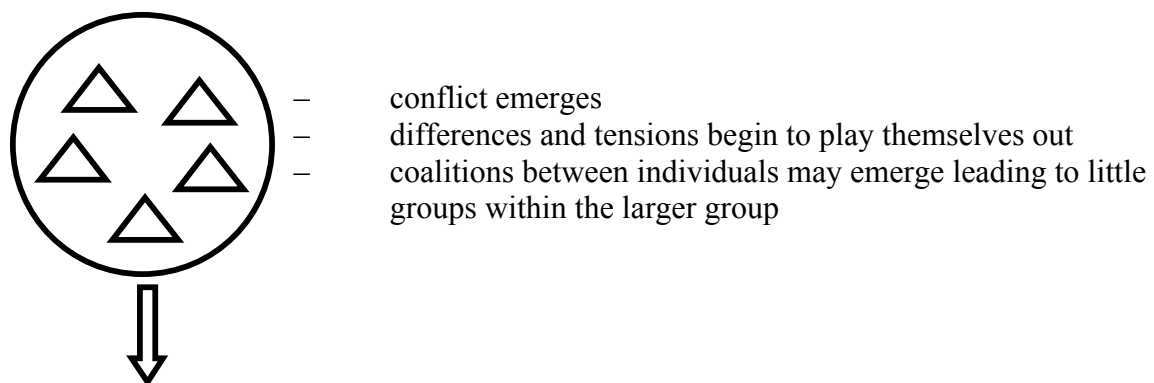 – conflict emerges
– differences and tensions begin to play themselves out
– coalitions between individuals may emerge leading to little
groups within the larger group